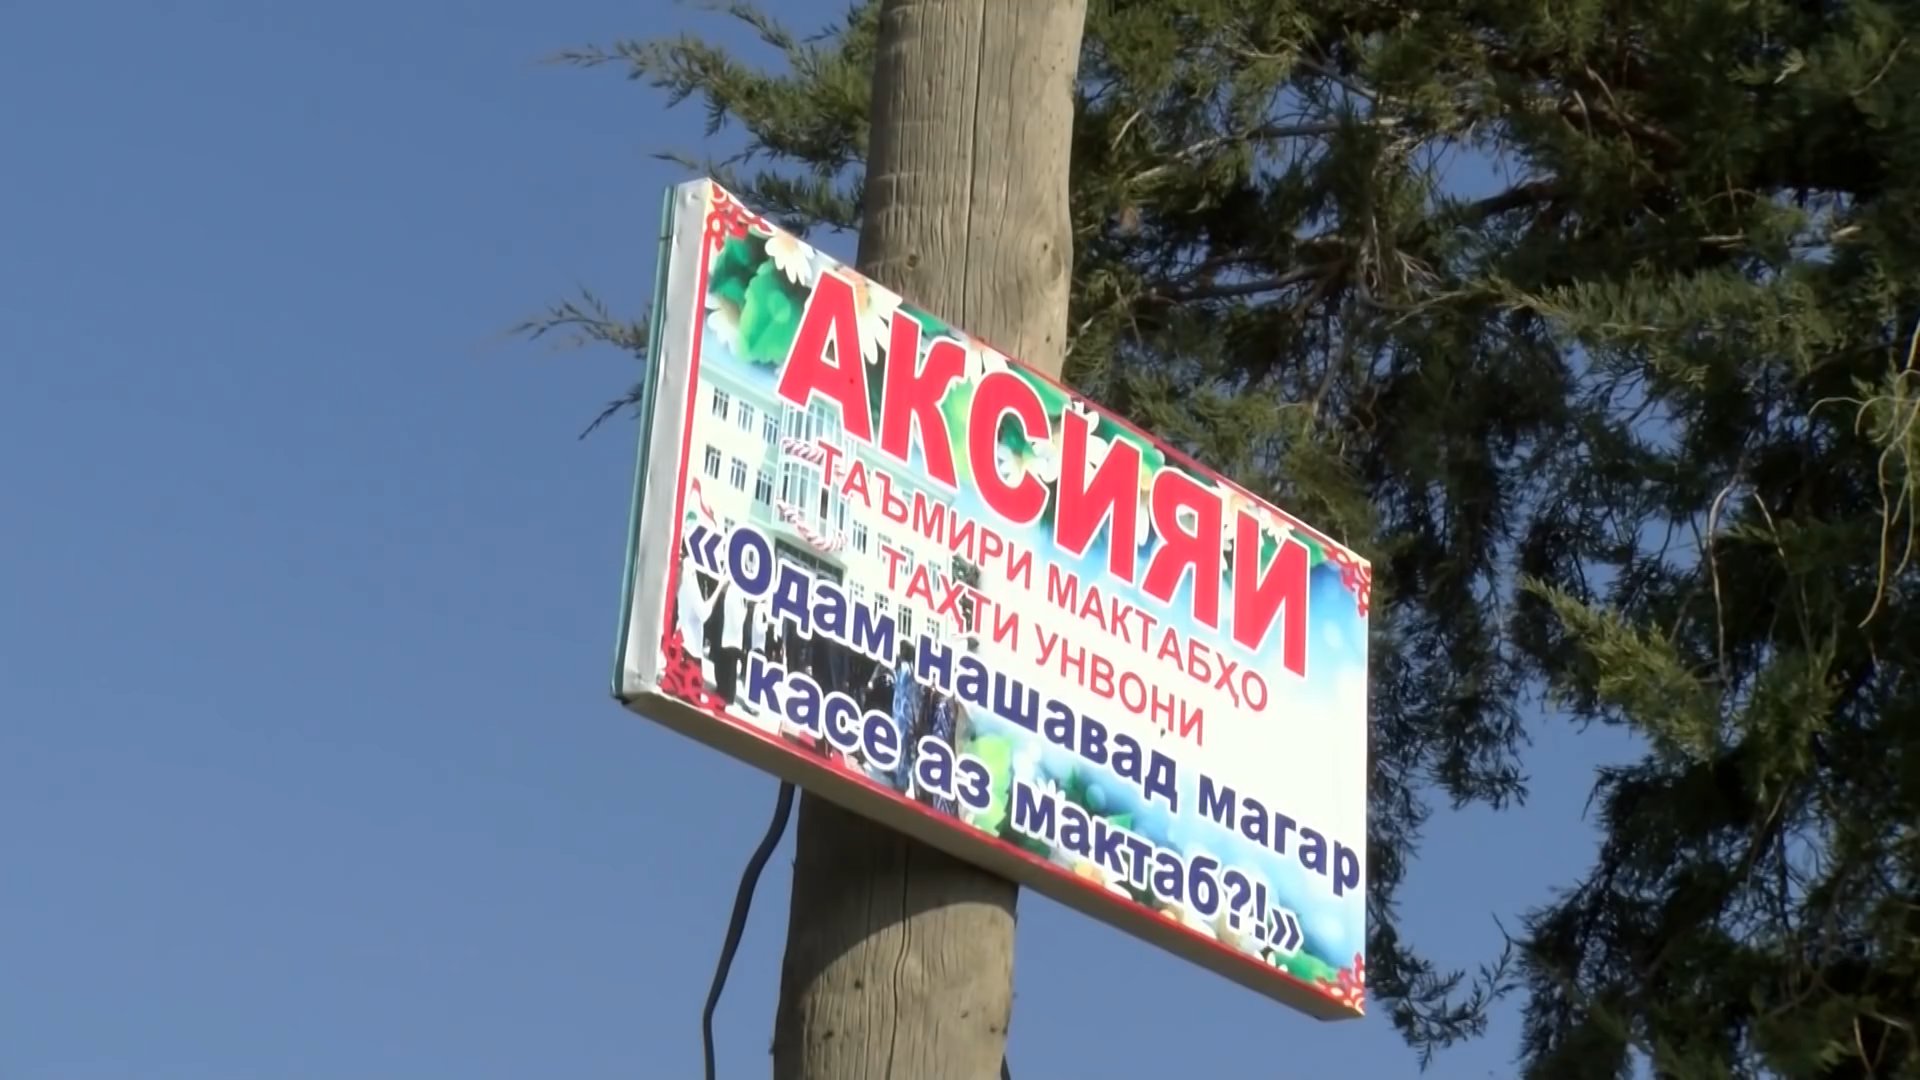 АКСИЯИ
ТАЪМИРИ МАКТАБҲО
ТАҲТИ УНВОНИ
«Одам нашавад магар
касе аз мактаб?!»